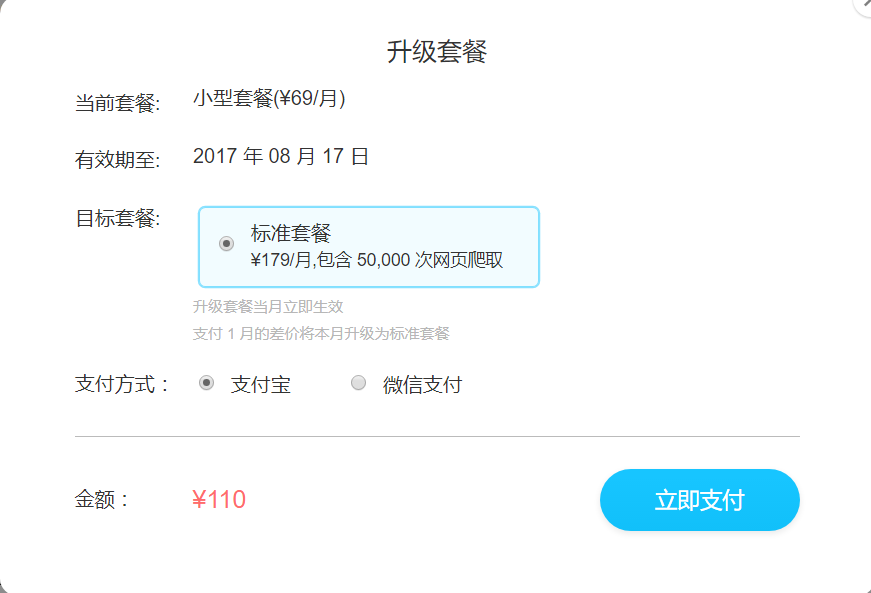 升级套餐
当前套餐: 小型套餐(¥69/月)
有效期至: 2017 年 08 月 17 日
目标套餐: 标准套餐
¥179/月,包含 50,000 次网页爬取
升级套餐当月立即生效
支付 1 月的差价将本月升级为标准套餐
支付方式： 支付宝 微信支付
金额： ¥110 立即支付